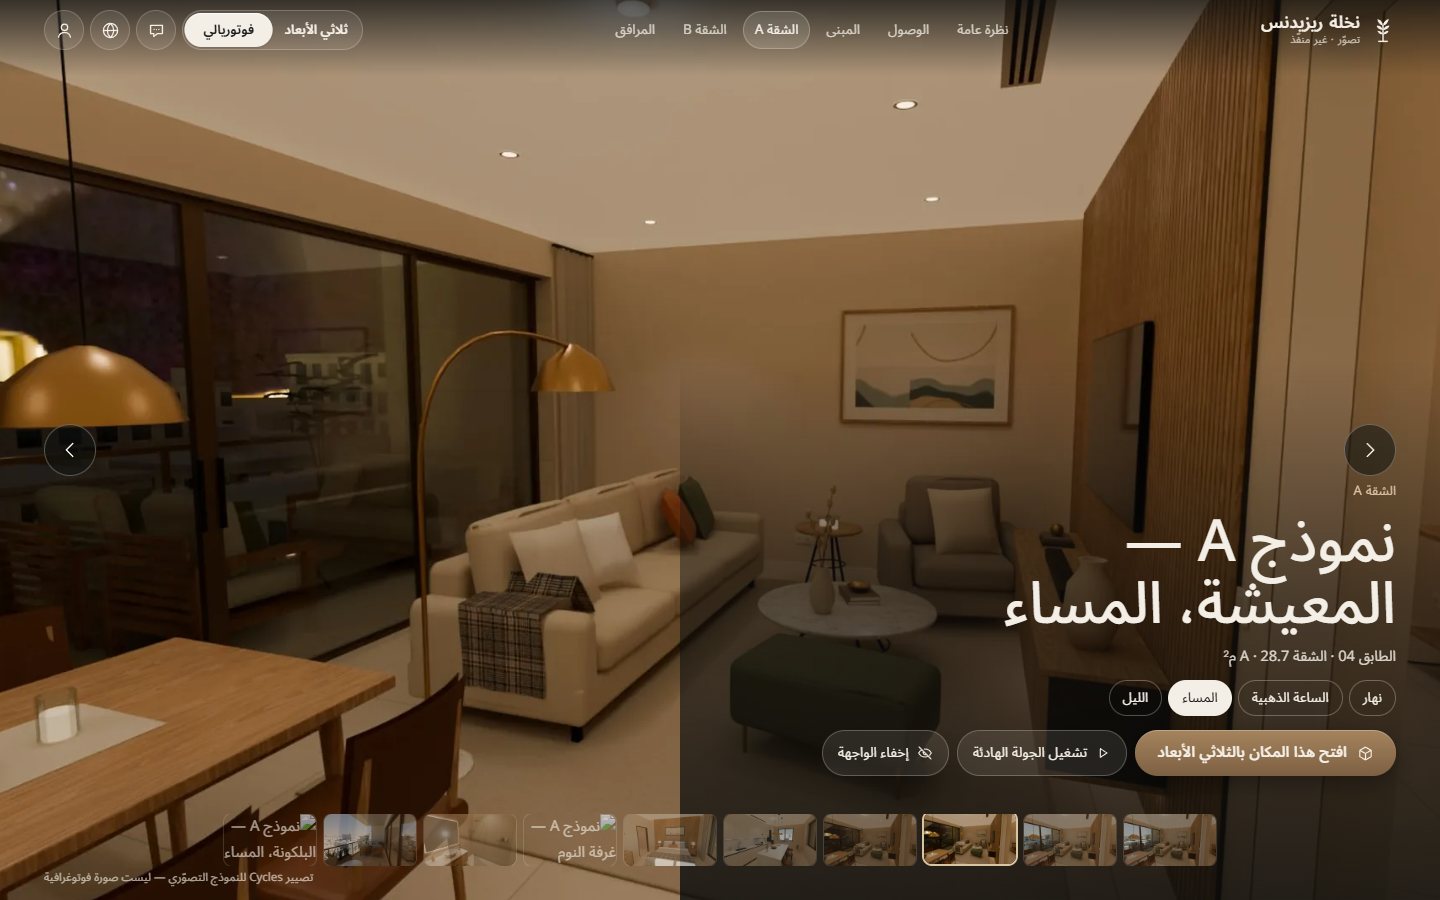 نخلة ريزيدنس
تصوّر · غير منفّذ
نظرة عامة
الوصول
المبنى
الشقة A
الشقة B
المرافق
ثلاثي الأبعاد
فوتوريالي
الشقة A
نموذج A —
المعيشة، المساء
الطابق 04 · الشقة A · 28.7 م²
نهار
الساعة الذهبية
المساء
الليل
افتح هذا المكان بالثلاثي الأبعاد
تشغيل الجولة الهادئة
إخفاء الواجهة
نموذج A —
غرفة النوم
نموذج A —
البلكونة، المساء
تصيير Cycles للنموذج التصوّري — ليست صورة فوتوغرافية